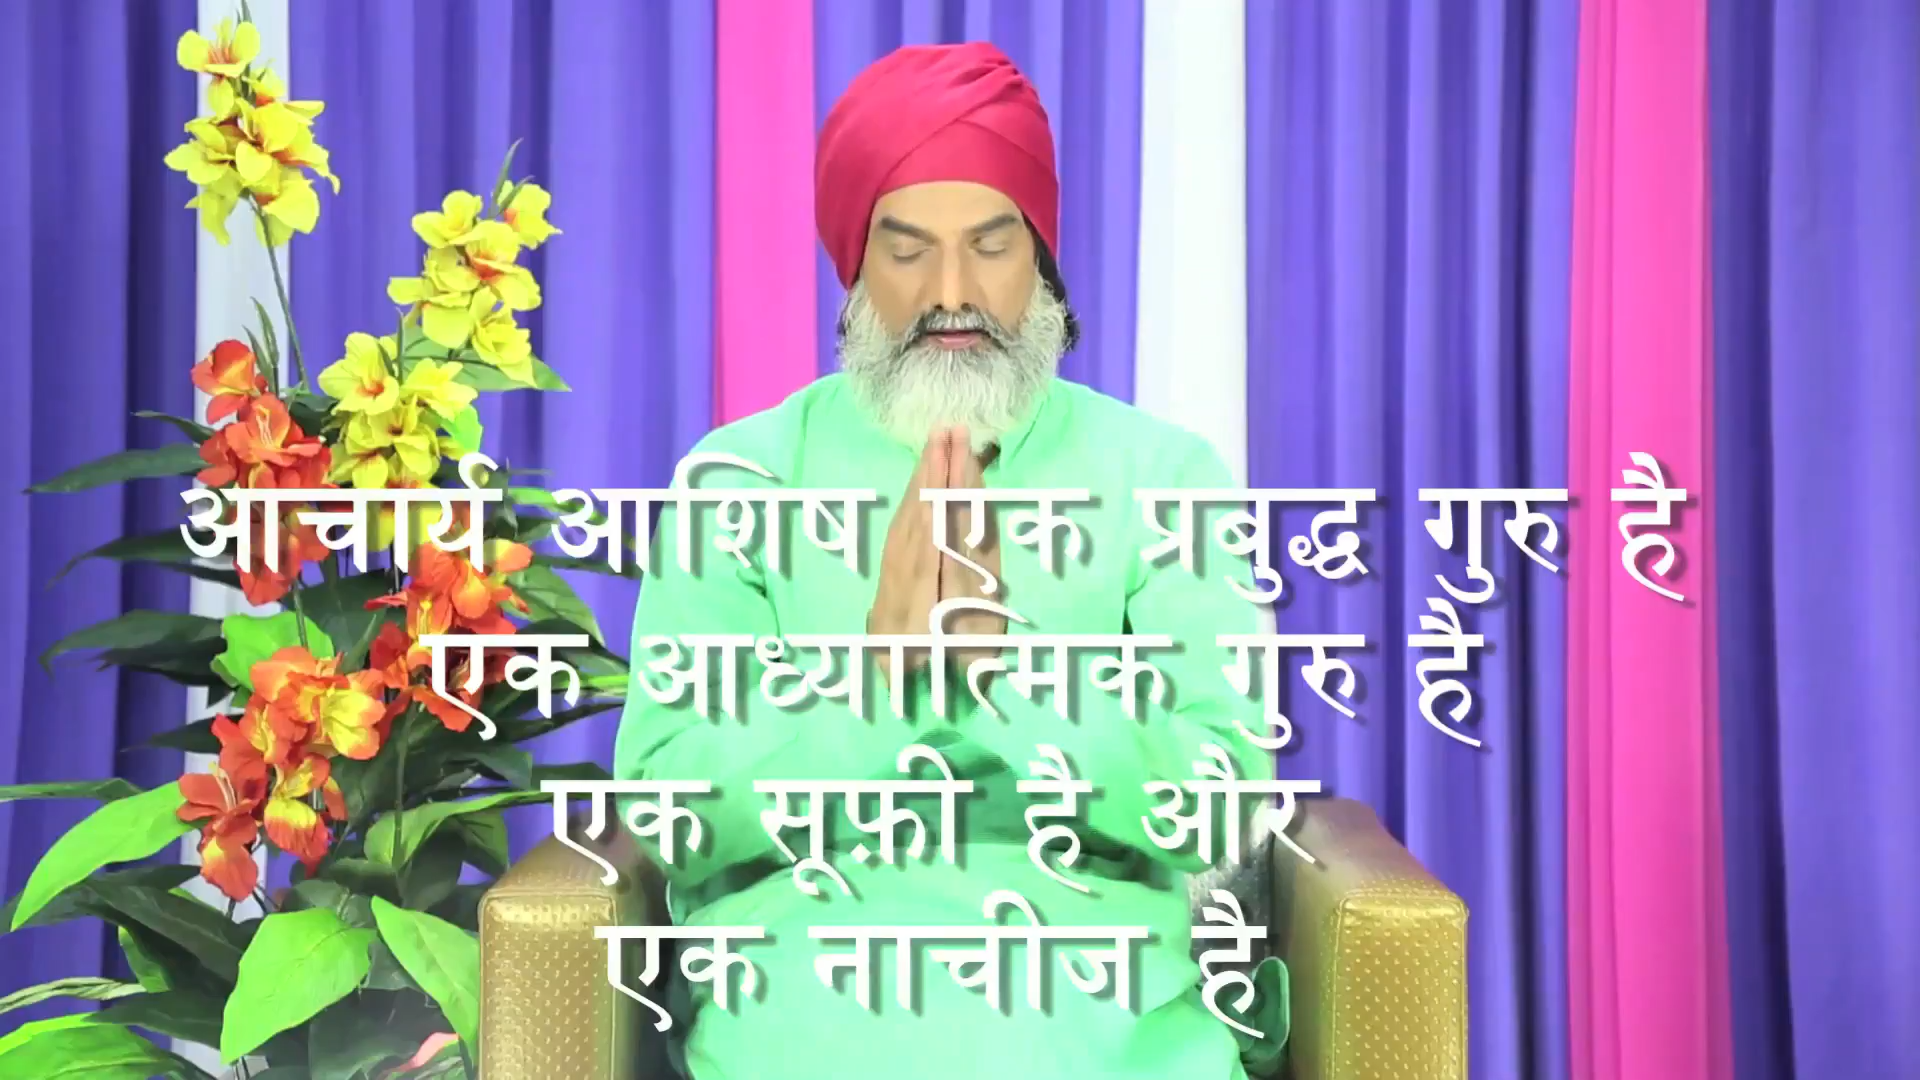 आचार्य आशिष एक प्रबुद्ध गुरु है
एक आध्यात्मिक गुरु है
एक सूफ़ी है और
एक नाचीज है